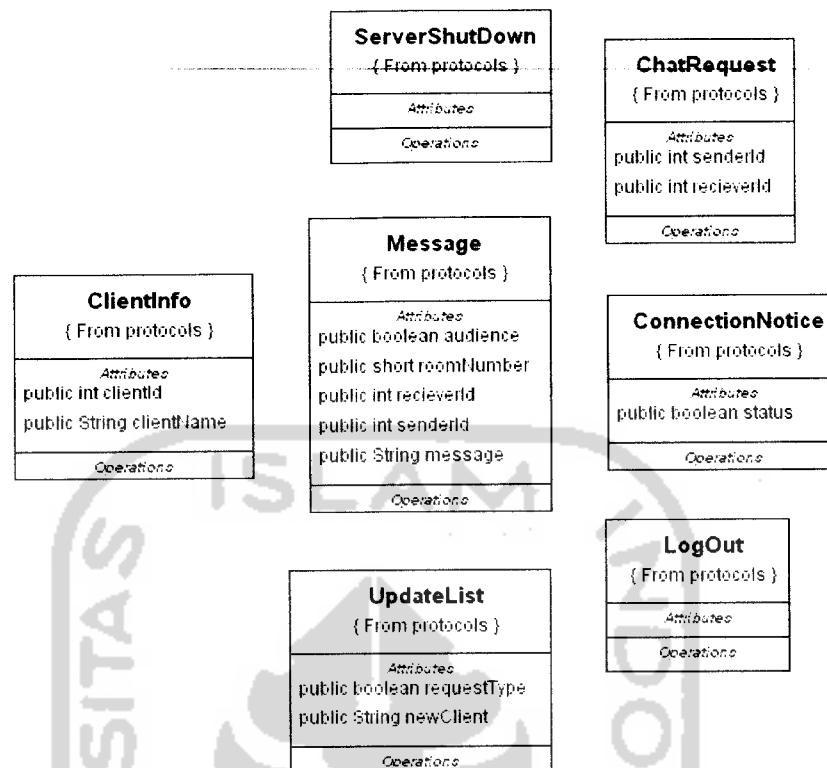 ServerShutDown
{ From protocols }
Attributes
Operations
ChatRequest
{ From protocols }
Attributes
public int senderId
public int recieverId
Operations
Message
{ From protocols }
Attributes
public boolean audience
public short roomNumber
public int recieverId
public int senderId
public String message
Operations
ClientInfo
{ From protocols }
Attributes
public int clientId
public String clientName
Operations
ConnectionNotice
{ From protocols }
Attributes
public boolean status
Operations
LogOut
{ From protocols }
Attributes
Operations
UpdateList
{ From protocols }
Attributes
public boolean requestType
public String newClient
Operations
SITAS
ISLAM
INDO